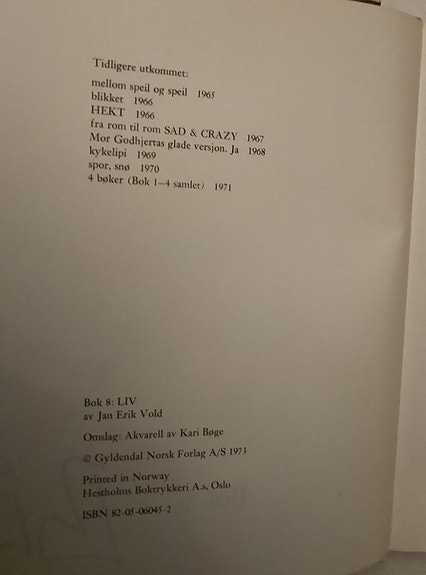 Tidligere utkommet:
mellom speil og speil 1965
blikket 1966
HEKT 1966
fra rom til rom SAD & CRAZY 1967
Mor Godhjertas glade versjon. Ja 1968
kykelipi 1969
spor, snø 1970
4 bøker (Bok 1—4 samlet) 1971
Bok 8: LIV
av Jan Erik Vold
Omslag: Akvarell av Kari Bøge
© Gyldendal Norsk Forlag A/S 1973
Printed in Norway
Hestholms Boktrykkeri A.s, Oslo
ISBN 82-05-06045-2